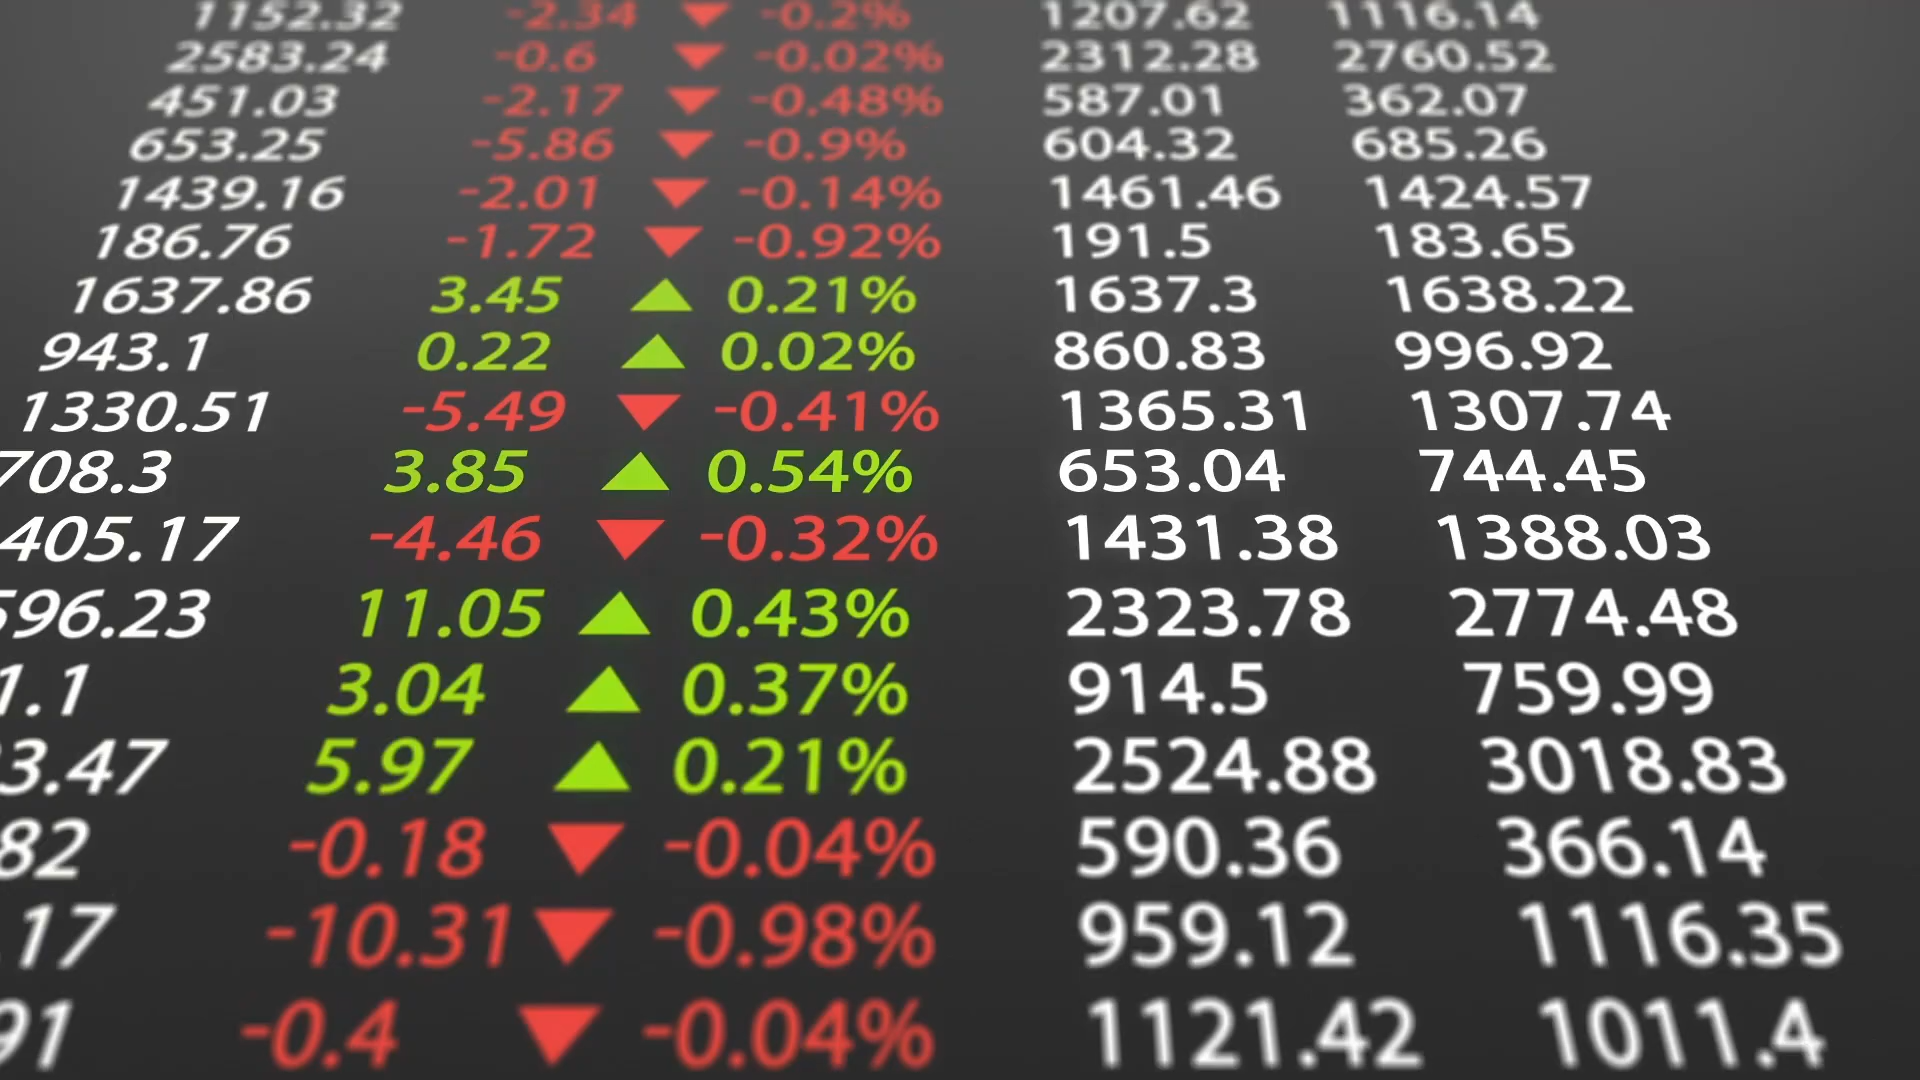 1152.32 -2.34 ▼ -0.2% 1207.62 1116.14
2583.24 -0.6 ▼ -0.02% 2312.28 2760.52
451.03 -2.17 ▼ -0.48% 587.01 362.07
653.25 -5.86 ▼ -0.9% 604.32 685.26
1439.16 -2.01 ▼ -0.14% 1461.46 1424.57
186.76 -1.72 ▼ -0.92% 191.5 183.65
1637.86 3.45 ▲ 0.21% 1637.3 1638.22
943.1 0.22 ▲ 0.02% 860.83 996.92
1330.51 -5.49 ▼ -0.41% 1365.31 1307.74
708.3 3.85 ▲ 0.54% 653.04 744.45
405.17 -4.46 ▼ -0.32% 1431.38 1388.03
596.23 11.05 ▲ 0.43% 2323.78 2774.48
1.1 3.04 ▲ 0.37% 914.5 759.99
3.47 5.97 ▲ 0.21% 2524.88 3018.83
82 -0.18 ▼ -0.04% 590.36 366.14
.17 -10.31 ▼ -0.98% 959.12 1116.35
91 -0.4 ▼ -0.04% 1121.42 1011.4